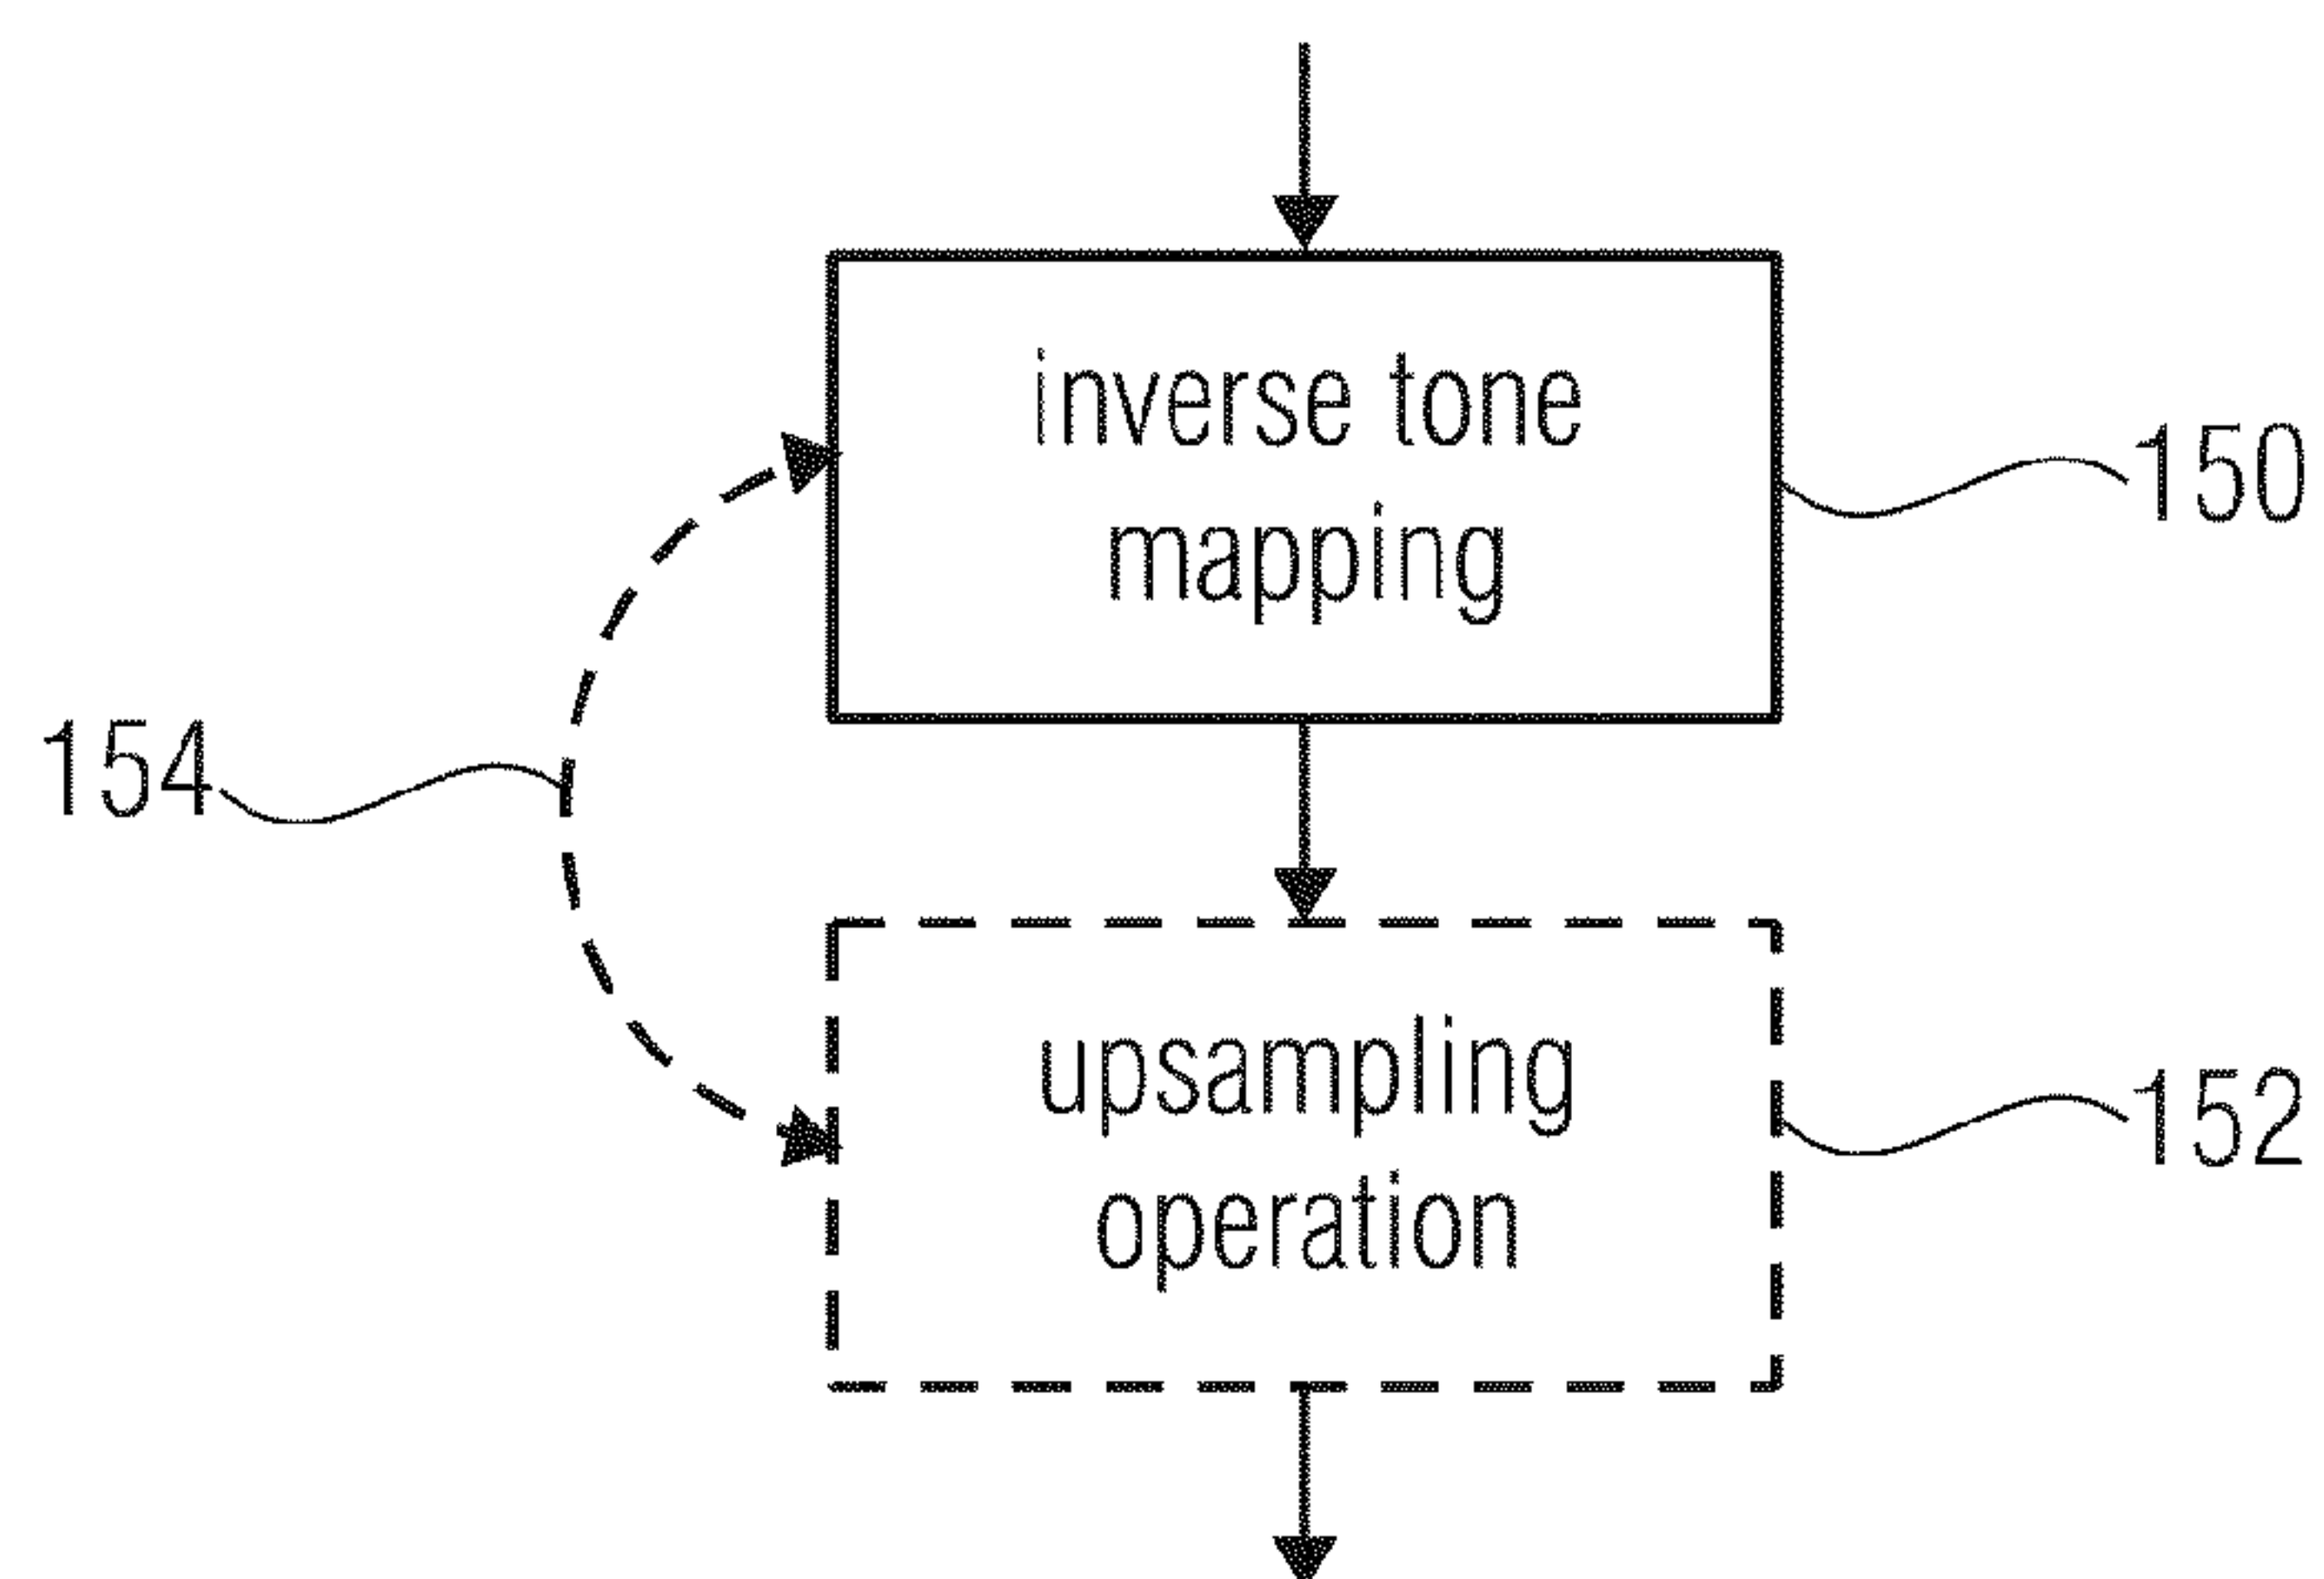 inverse tone
mapping
150
154
upsampling
operation
152